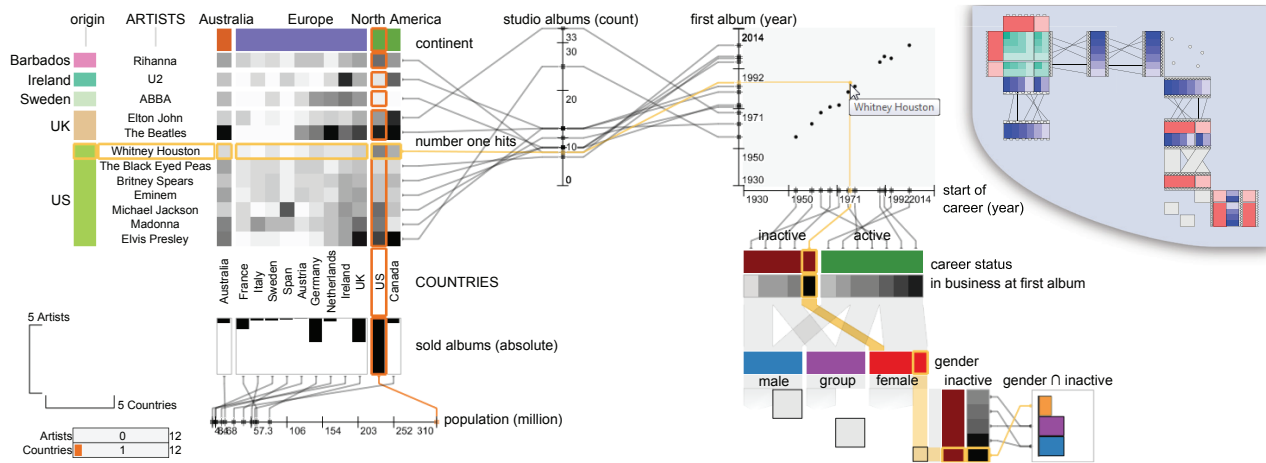 origin ARTISTS Australia Europe North America studio albums (count) first album (year)
continent
Barbados Rihanna
Ireland U2
Sweden ABBA
UK Elton John
The Beatles
number one hits
Whitney Houston
The Black Eyed Peas
Britney Spears
US Eminem
Michael Jackson
Madonna
Elvis Presley
33
30
20
10
0
2014
1992
1971
1950
1930
Whitney Houston
1930 1950 1971 1992 2014
start of
career (year)
inactive active
career status
in business at first album
Australia
France
Italy
Sweden
Span
Austria
Germany
Netherlands
Ireland
UK
US
Canada
COUNTRIES
sold albums (absolute)
5 Artists
5 Countries
57.3 106 154 203 252 310
population (million)
Artists 0 12
Countries 1 12
gender
male group female
inactive gender ∩ inactive